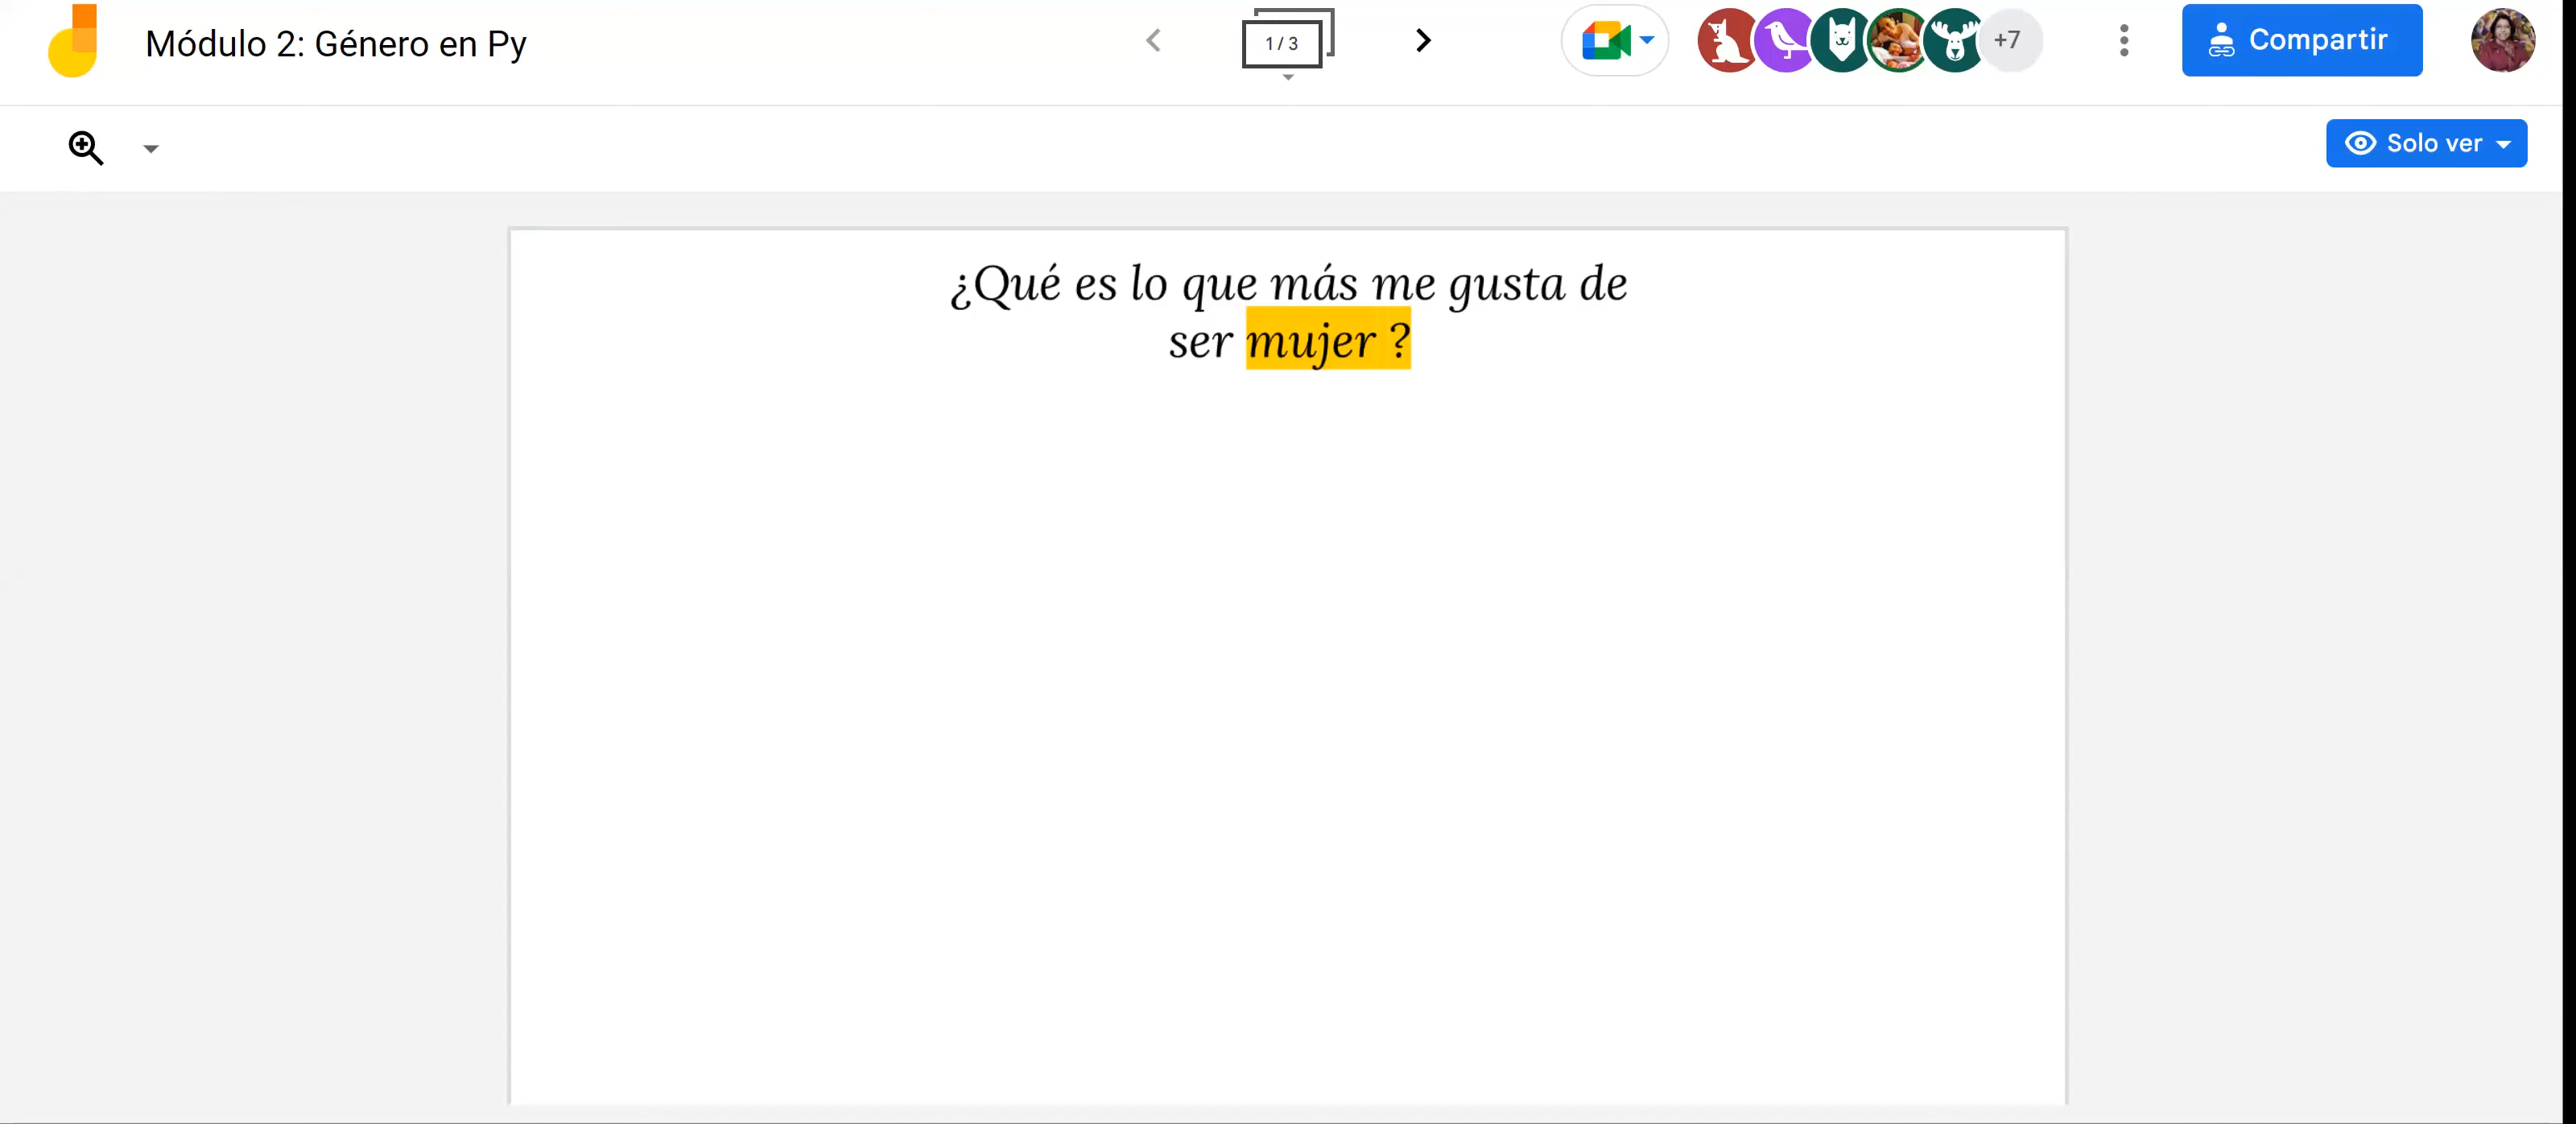 Módulo 2: Género en Py
1 / 3
+7
Compartir
Solo ver
¿Qué es lo que más me gusta de
ser mujer ?